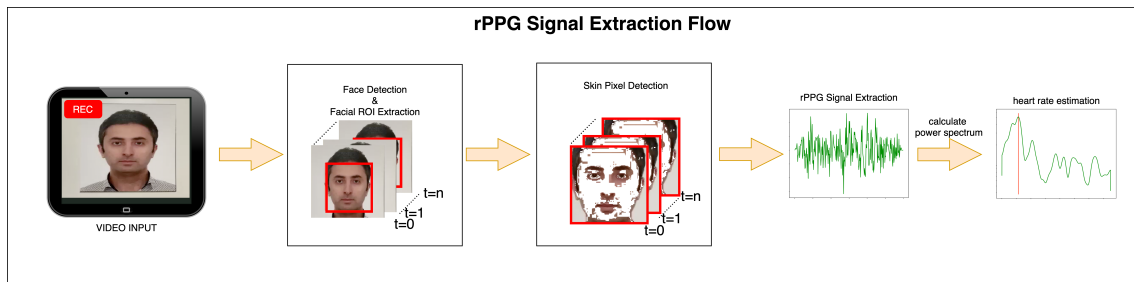 rPPG Signal Extraction Flow
REC
VIDEO INPUT
Face Detection
&
Facial ROI Extraction
t=n
t=1
t=0
Skin Pixel Detection
t=n
t=1
t=0
rPPG Signal Extraction
calculate
power spectrum
heart rate estimation